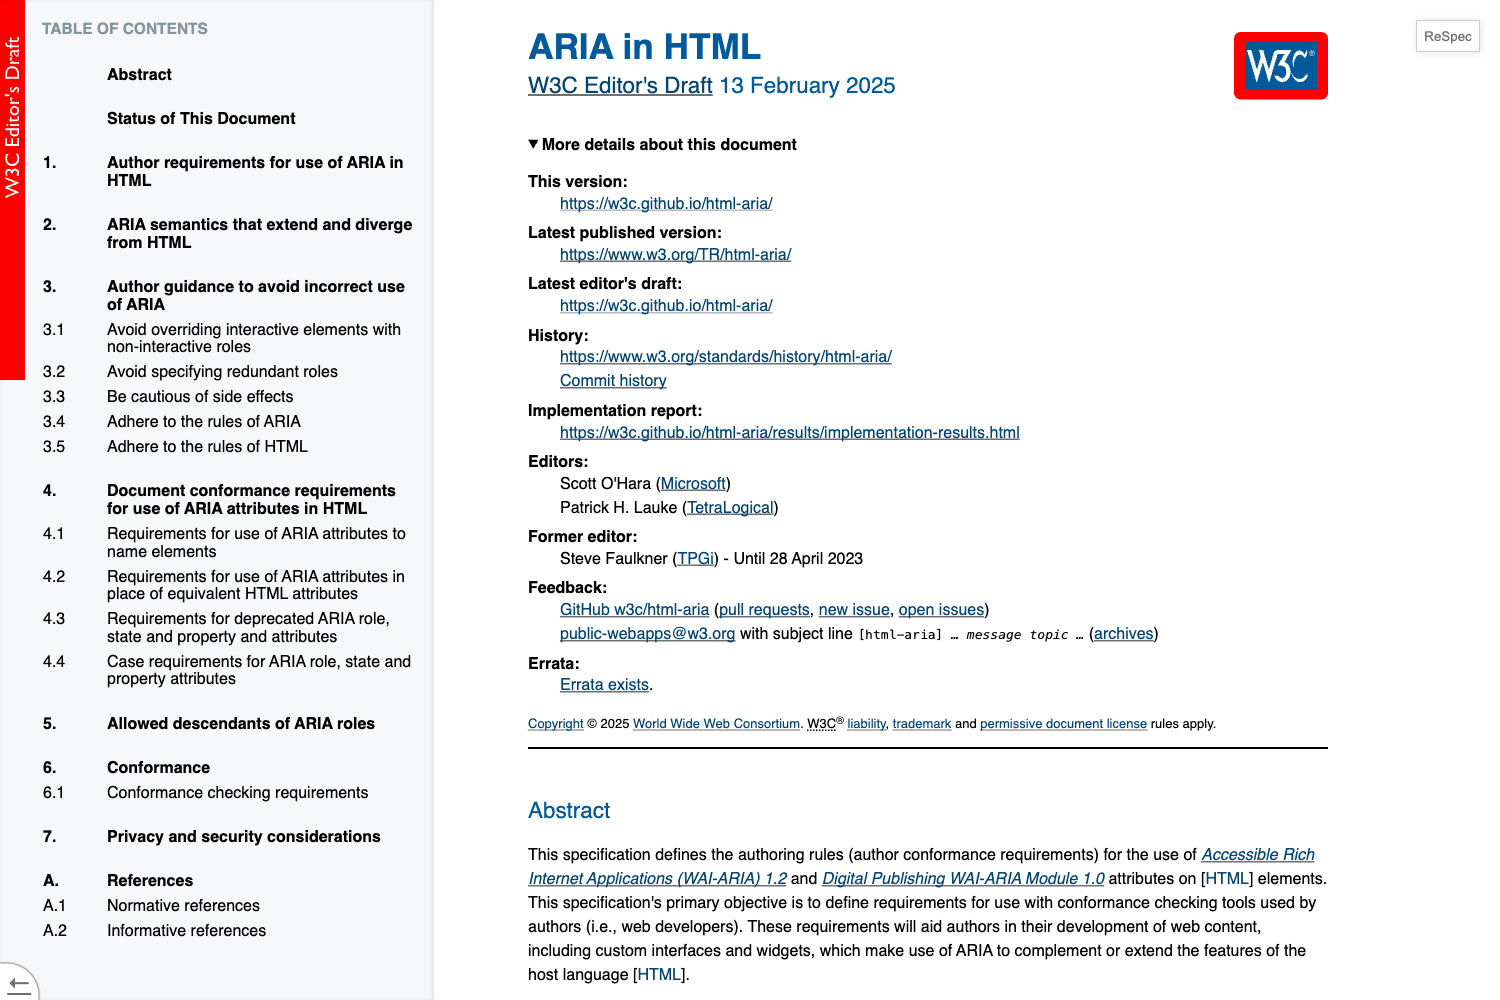 W3C Editor's Draft
TABLE OF CONTENTS
Abstract
Status of This Document
1. Author requirements for use of ARIA in
HTML
2. ARIA semantics that extend and diverge
from HTML
3. Author guidance to avoid incorrect use
of ARIA
3.1 Avoid overriding interactive elements with
non-interactive roles
3.2 Avoid specifying redundant roles
3.3 Be cautious of side effects
3.4 Adhere to the rules of ARIA
3.5 Adhere to the rules of HTML
4. Document conformance requirements
for use of ARIA attributes in HTML
4.1 Requirements for use of ARIA attributes to
name elements
4.2 Requirements for use of ARIA attributes in
place of equivalent HTML attributes
4.3 Requirements for deprecated ARIA role,
state and property and attributes
4.4 Case requirements for ARIA role, state and
property attributes
5. Allowed descendants of ARIA roles
6. Conformance
6.1 Conformance checking requirements
7. Privacy and security considerations
A. References
A.1 Normative references
A.2 Informative references
ARIA in HTML
W3C Editor's Draft 13 February 2025
W3C®
ReSpec
▼ More details about this document
This version:
https://w3c.github.io/html-aria/
Latest published version:
https://www.w3.org/TR/html-aria/
Latest editor's draft:
https://w3c.github.io/html-aria/
History:
https://www.w3.org/standards/history/html-aria/
Commit history
Implementation report:
https://w3c.github.io/html-aria/results/implementation-results.html
Editors:
Scott O'Hara (Microsoft)
Patrick H. Lauke (TetraLogical)
Former editor:
Steve Faulkner (TPGi) - Until 28 April 2023
Feedback:
GitHub w3c/html-aria (pull requests, new issue, open issues)
public-webapps@w3.org with subject line [html-aria] … message topic … (archives)
Errata:
Errata exists.
Copyright © 2025 World Wide Web Consortium. W3C® liability, trademark and permissive document license rules apply.
Abstract
This specification defines the authoring rules (author conformance requirements) for the use of Accessible Rich
Internet Applications (WAI-ARIA) 1.2 and Digital Publishing WAI-ARIA Module 1.0 attributes on [HTML] elements.
This specification's primary objective is to define requirements for use with conformance checking tools used by
authors (i.e., web developers). These requirements will aid authors in their development of web content,
including custom interfaces and widgets, which make use of ARIA to complement or extend the features of the
host language [HTML].